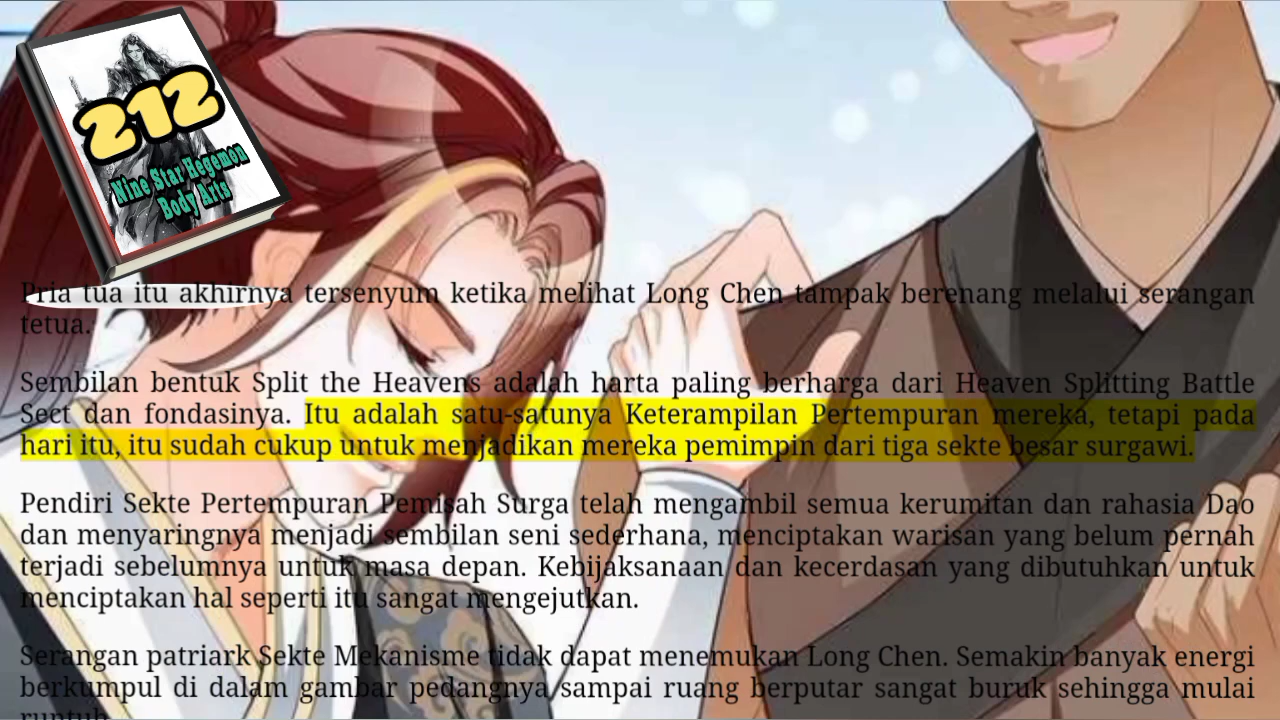 212
Nine Star Hegemon
Body Arts
Pria tua itu akhirnya tersenyum ketika melihat Long Chen tampak berenang melalui serangan
tetua.
Sembilan bentuk Split the Heavens adalah harta paling berharga dari Heaven Splitting Battle
Sect dan fondasinya. Itu adalah satu-satunya Keterampilan Pertempuran mereka, tetapi pada
hari itu, itu sudah cukup untuk menjadikan mereka pemimpin dari tiga sekte besar surgawi.
Pendiri Sekte Pertempuran Pemisah Surga telah mengambil semua kerumitan dan rahasia Dao
dan menyaringnya menjadi sembilan seni sederhana, menciptakan warisan yang belum pernah
terjadi sebelumnya untuk masa depan. Kebijaksanaan dan kecerdasan yang dibutuhkan untuk
menciptakan hal seperti itu sangat mengejutkan.
Serangan patriark Sekte Mekanisme tidak dapat menemukan Long Chen. Semakin banyak energi
berkumpul di dalam gambar pedangnya sampai ruang berputar sangat buruk sehingga mulai
runtuh.